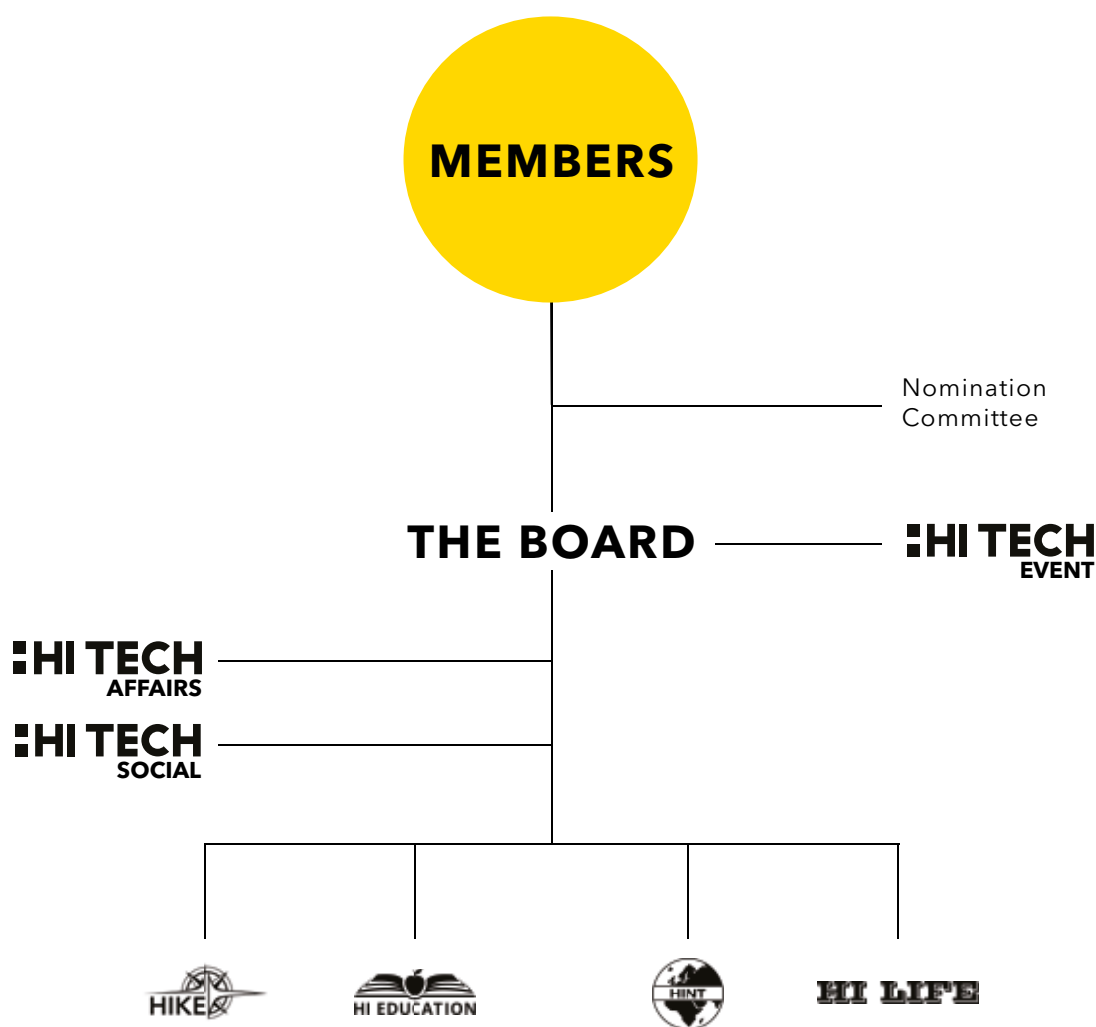 MEMBERS
Nomination
Committee
THE BOARD
HI TECH
EVENT
HI TECH
AFFAIRS
HI TECH
SOCIAL
HIKE
HI EDUCATION
HINT
HI LIFE